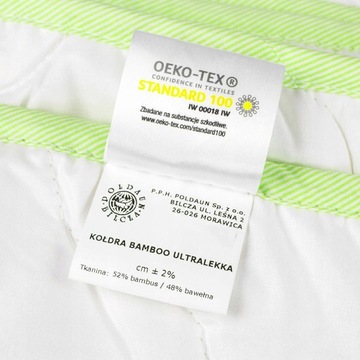 OEKO-TEX®
CONFIDENCE IN TEXTILES
STANDARD 100
IW 00018 IW
Zbadane na substancje szkodliwe.
www.oeko-tex.com/standard100
POLDAUN
BILCZA
P.P.H. POLDAUN Sp. z o.o.
BILCZA UL. LEŚNA 2
26-026 MORAWICA
KOŁDRA BAMBOO ULTRALEKKA
cm ± 2%
Tkanina: 52% bambus / 48% bawełna